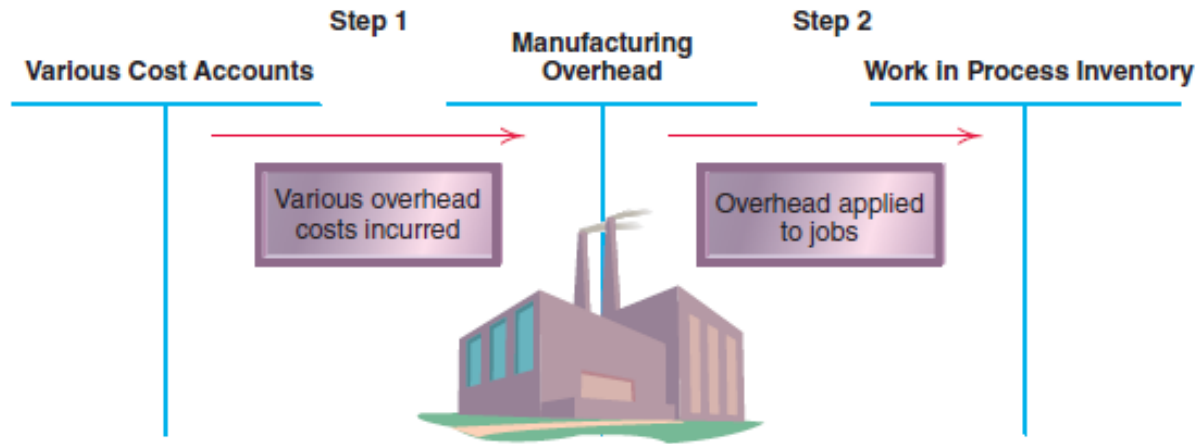 Step 1
Step 2
Various Cost Accounts
Manufacturing
Overhead
Work in Process Inventory
Various overhead
costs incurred
Overhead applied
to jobs